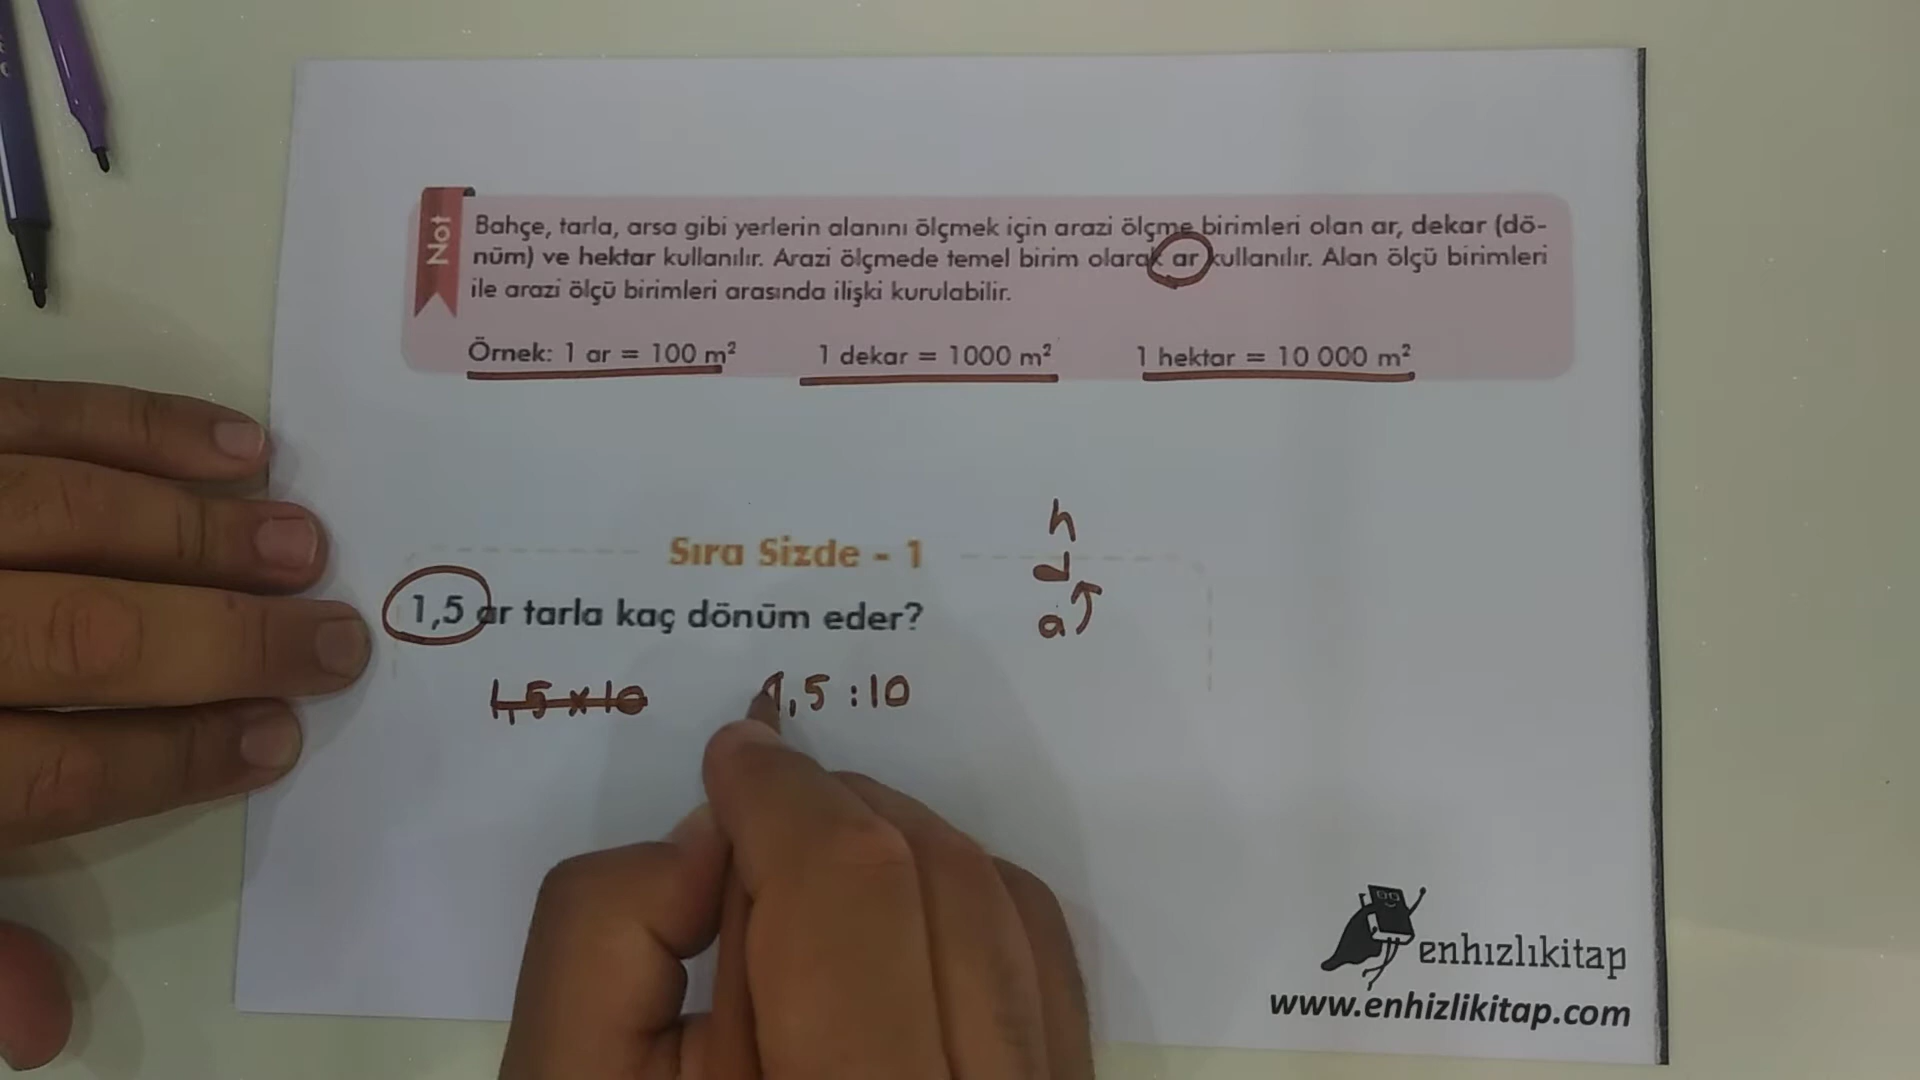 Not
Bahçe, tarla, arsa gibi yerlerin alanını ölçmek için arazi ölçme birimleri olan ar, dekar (dö-
nüm) ve hektar kullanılır. Arazi ölçmede temel birim olarak ar kullanılır. Alan ölçü birimleri
ile arazi ölçü birimleri arasında ilişki kurulabilir.
Örnek: 1 ar = 100 m² 1 dekar = 1000 m² 1 hektar = 10 000 m²
h
d
a
Sıra Sizde - 1
1,5 ar tarla kaç dönüm eder?
1,5 x 10 1,5 : 10
enhızlıkitap
www.enhizlikitap.com